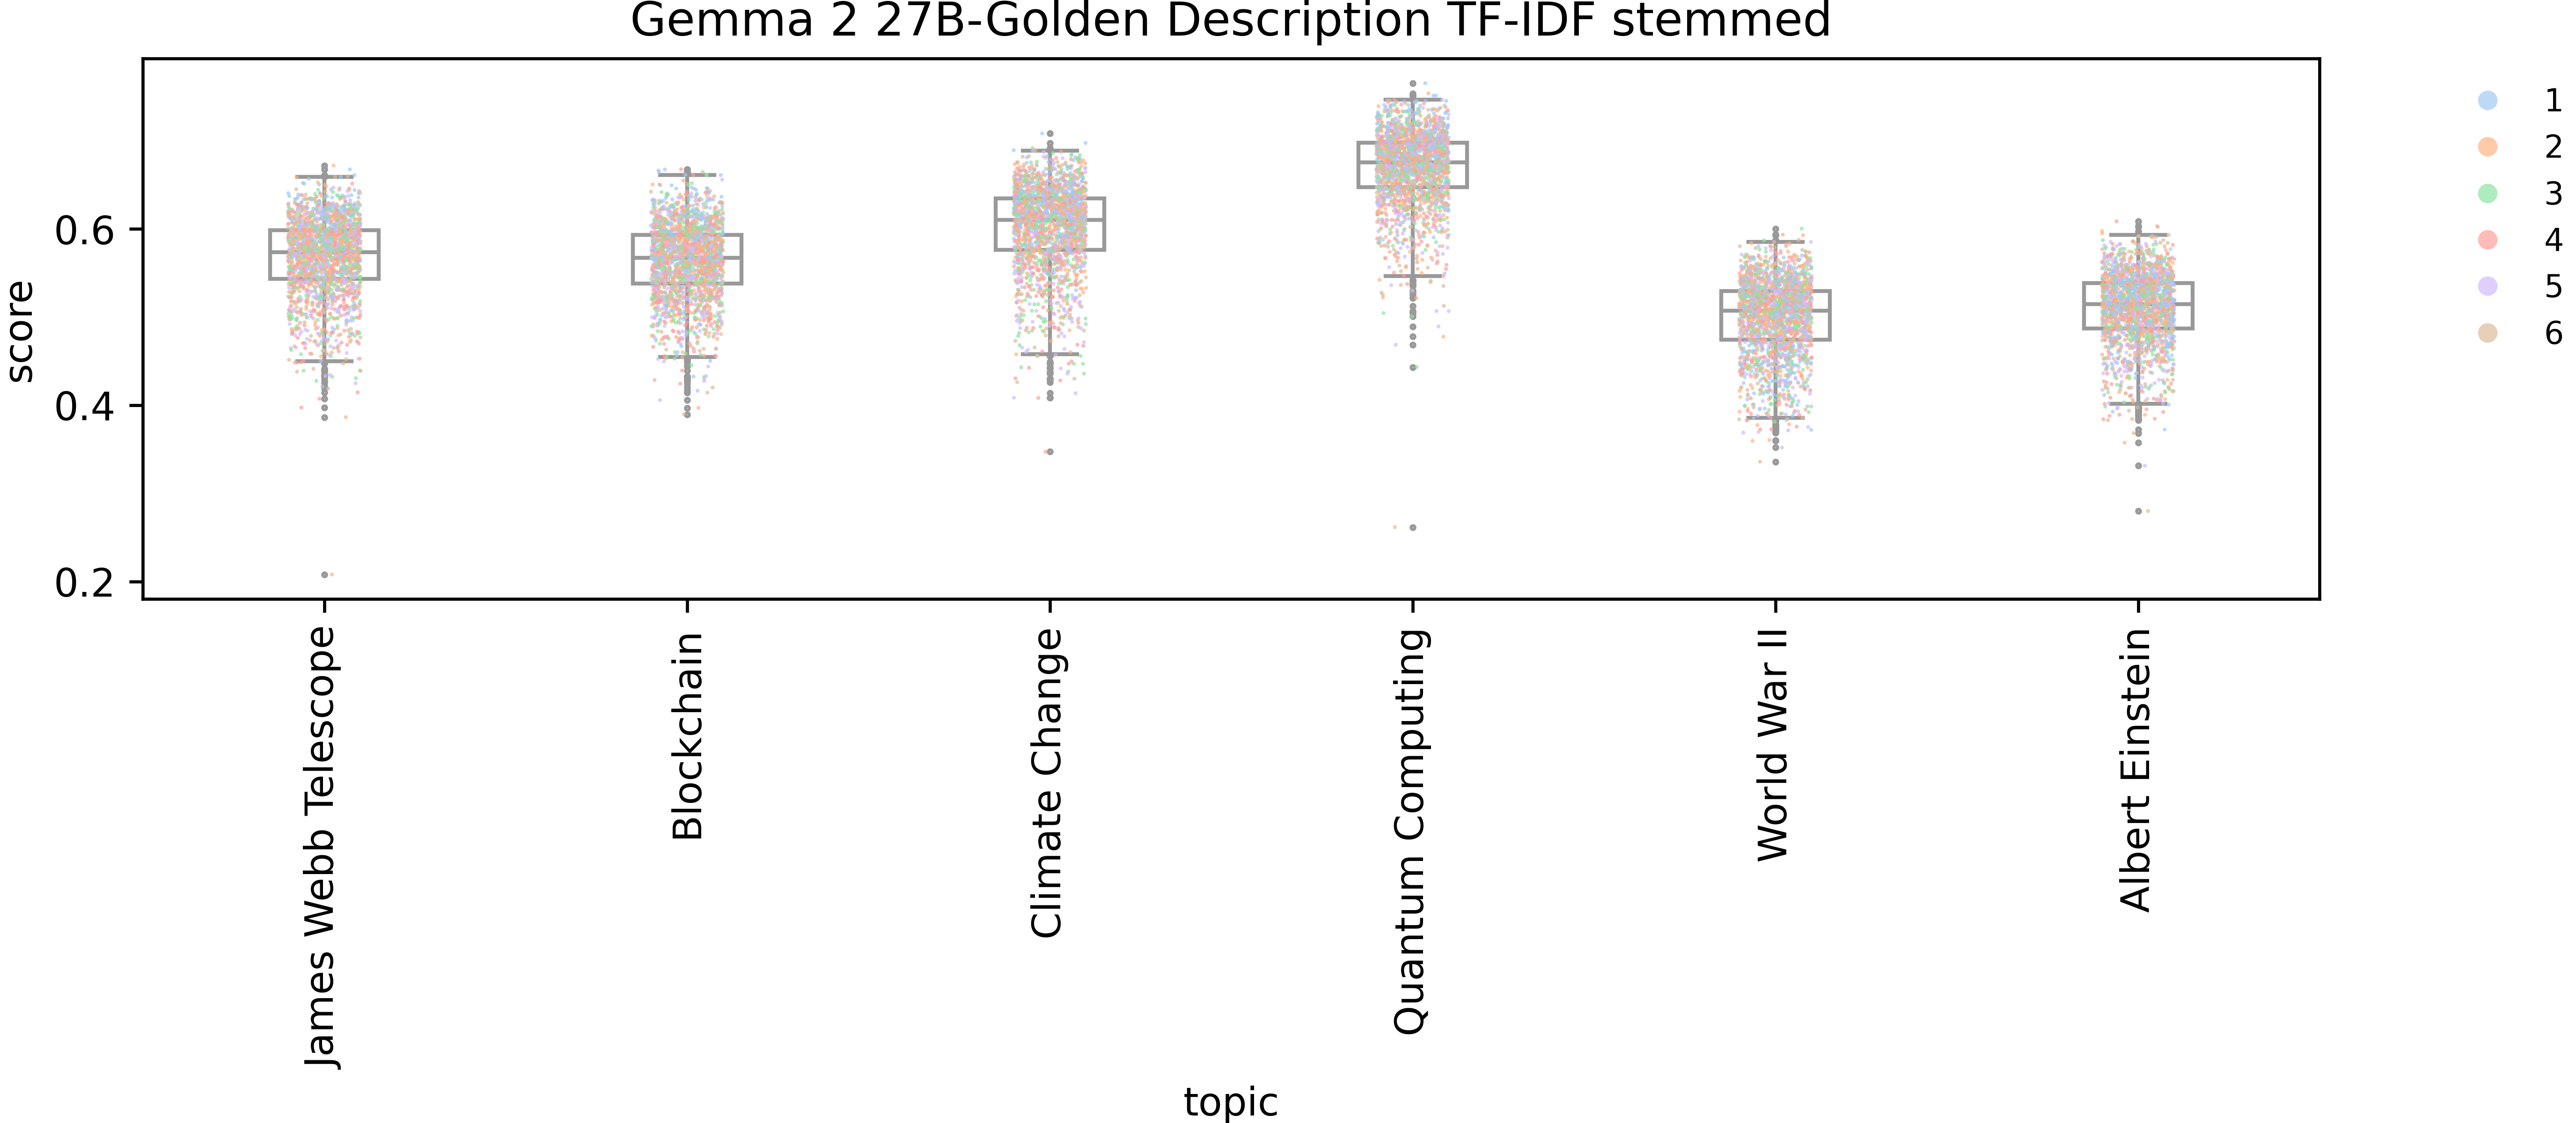 Gemma 2 27B-Golden Description TF-IDF stemmed
score
0.6
0.4
0.2
1
2
3
4
5
6
James Webb Telescope
Blockchain
Climate Change
Quantum Computing
World War II
Albert Einstein
topic